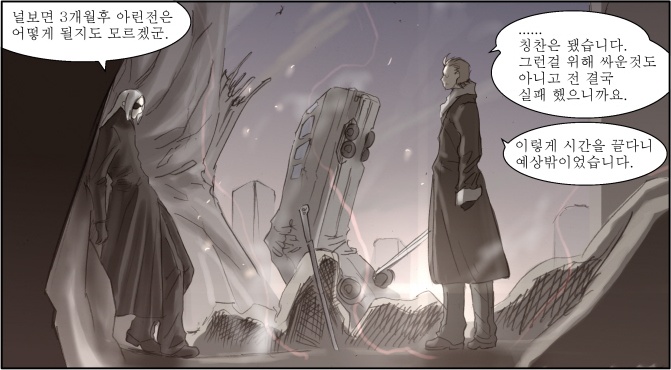 널보면 3개월후 아린전은
어떻게 될지도 모르겠군.
......
칭찬은 됐습니다.
그런걸 위해 싸운것도
아니고 전 결국
실패 했으니까요.
이렇게 시간을 끌다니
예상밖이었습니다.